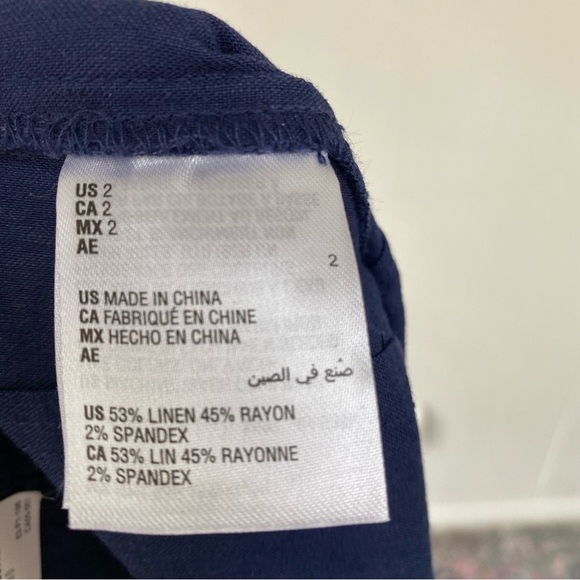 US 2
CA 2
MX 2
AE
2
US MADE IN CHINA
CA FABRIQUÉ EN CHINE
MX HECHO EN CHINA
AE
صُنع في الصين
US 53% LINEN 45% RAYON
2% SPANDEX
CA 53% LIN 45% RAYONNE
2% SPANDEX